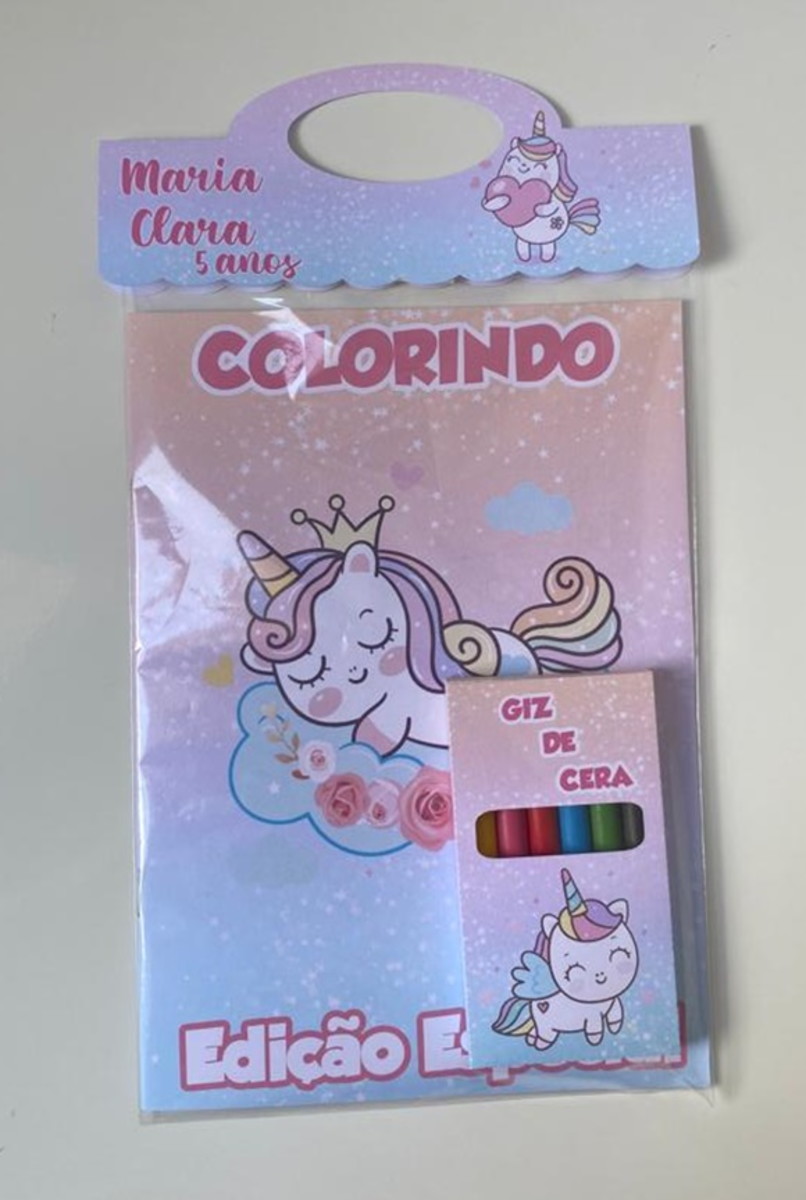 Maria
Clara
5 anos
COLORINDO
GIZ
DE
CERA
Edição